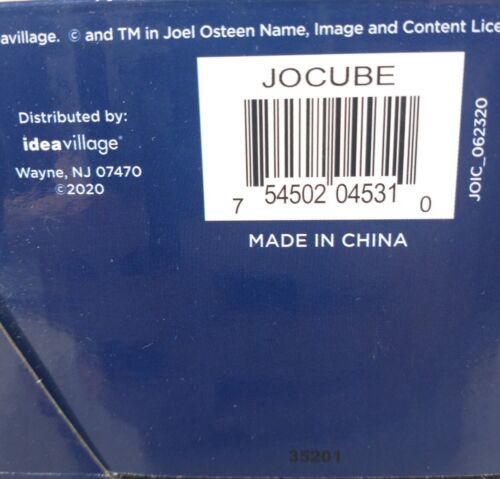 avillage. © and TM in Joel Osteen Name, Image and Content Lice
Distributed by:
ideavillage®
Wayne, NJ 07470
©2020
JOCUBE
7 54502 04531 0
MADE IN CHINA
JOIC_062320
35201